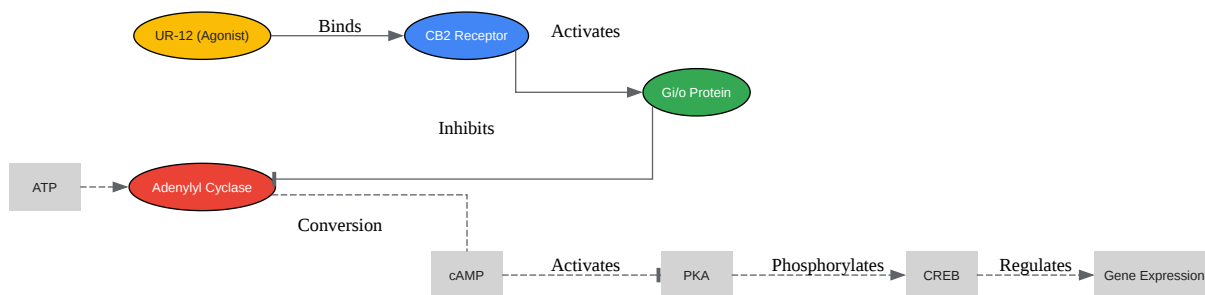 UR-12 (Agonist)
Binds
CB2 Receptor
Activates
Gi/o Protein
Inhibits
ATP
Adenylyl Cyclase
Conversion
cAMP
Activates
PKA
Phosphorylates
CREB
Regulates
Gene Expression